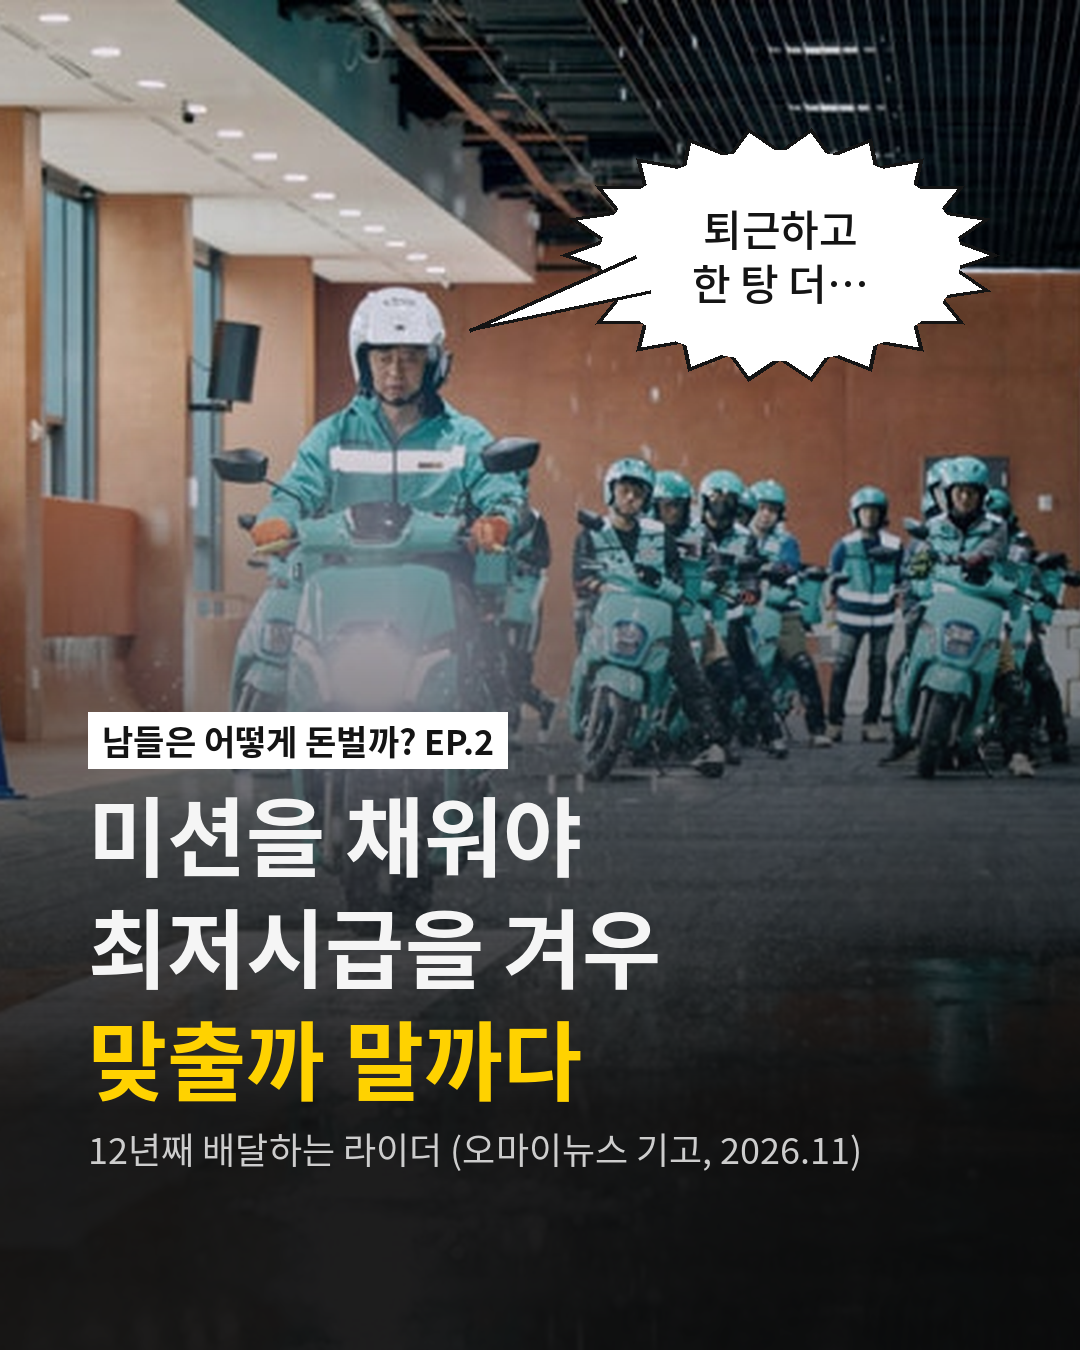 퇴근하고
한 탕 더…
남들은 어떻게 돈벌까? EP.2
미션을 채워야
최저시급을 겨우
맞출까 말까다
12년째 배달하는 라이더 (오마이뉴스 기고, 2026.11)